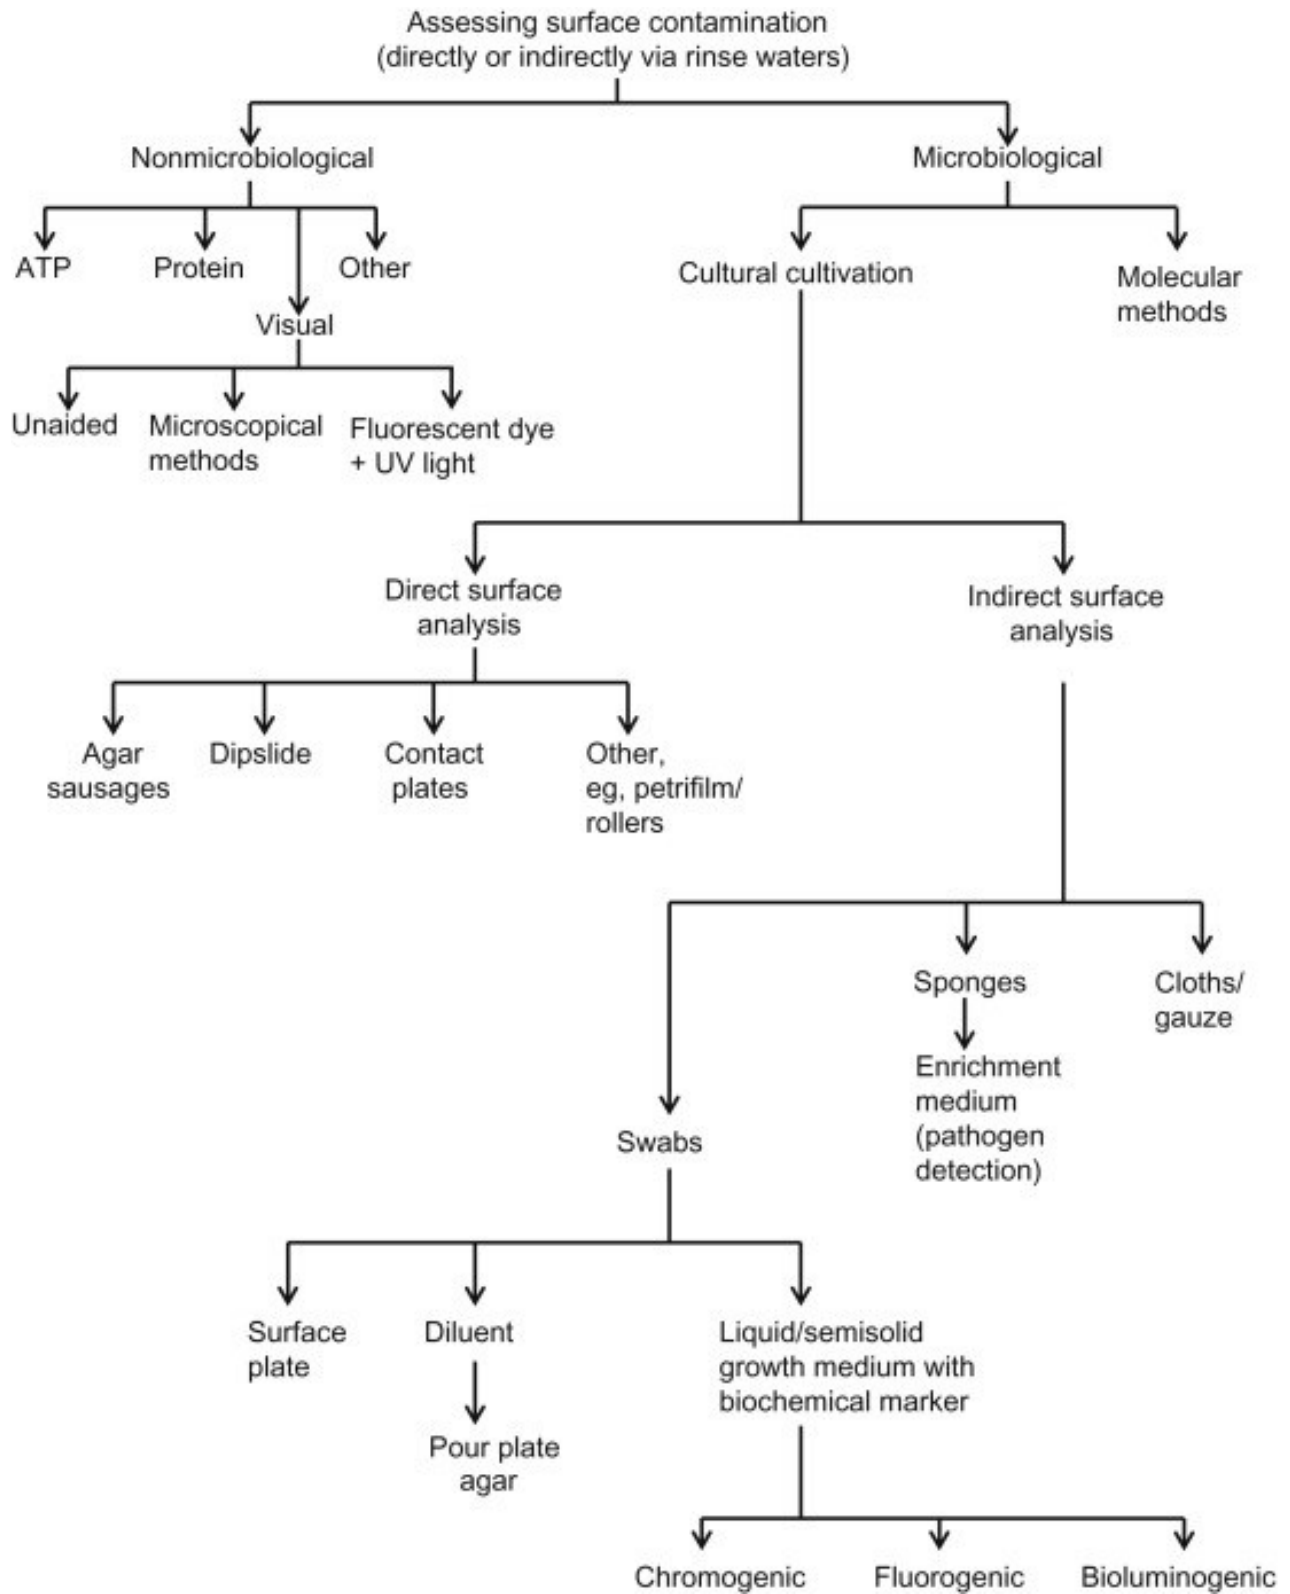 Assessing surface contamination
(directly or indirectly via rinse waters)
Nonmicrobiological
Microbiological
ATP
Protein
Other
Visual
Cultural cultivation
Molecular
methods
Unaided
Microscopical
methods
Fluorescent dye
+ UV light
Direct surface
analysis
Indirect surface
analysis
Agar
sausages
Dipslide
Contact
plates
Other,
eg, petrifilm/
rollers
Sponges
Cloths/
gauze
Enrichment
medium
(pathogen
detection)
Swabs
Surface
plate
Diluent
Liquid/semisolid
growth medium with
biochemical marker
Pour plate
agar
Chromogenic
Fluorogenic
Bioluminogenic